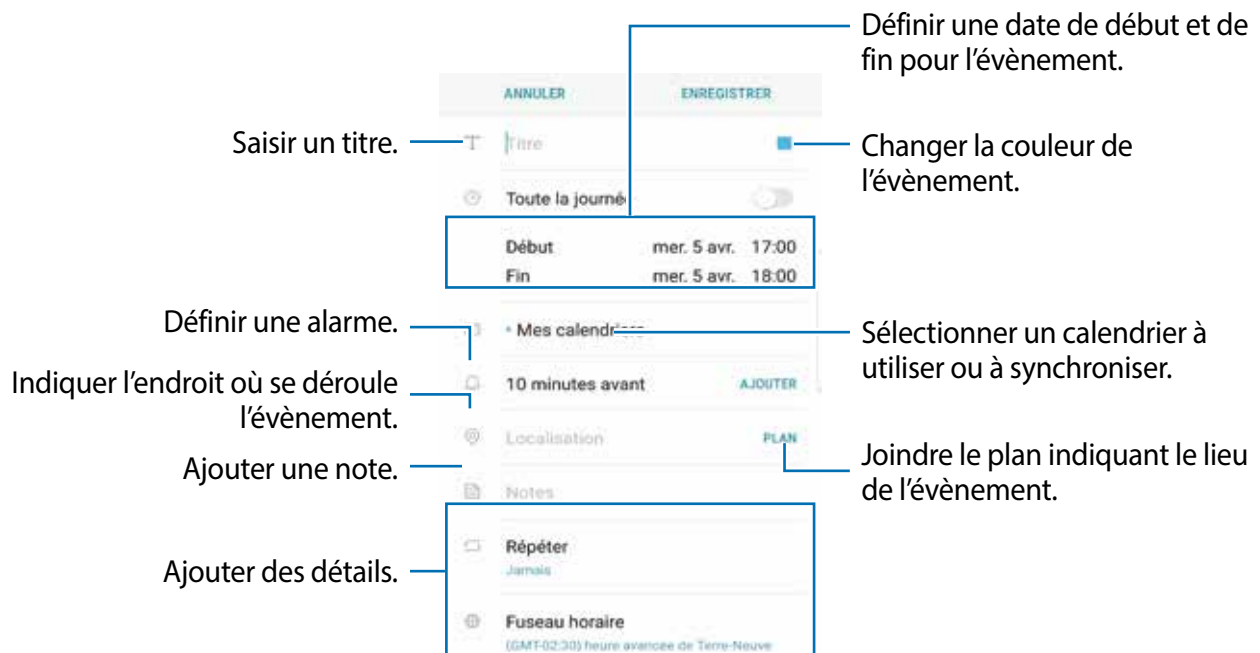 Définir une date de début et de
fin pour l'évènement.
ANNULER
ENREGISTRER
Saisir un titre.
Titre
Changer la couleur de
l'évènement.
Toute la journé
Début mer. 5 avr. 17:00
Fin mer. 5 avr. 18:00
Définir une alarme.
Mes calendriers
Sélectionner un calendrier à
utiliser ou à synchroniser.
Indiquer l'endroit où se déroule
l'évènement.
10 minutes avant AJOUTER
Localisation PLAN
Joindre le plan indiquant le lieu
de l'évènement.
Ajouter une note.
Notes
Ajouter des détails.
Répéter
Jamais
Fuseau horaire
(GMT-02:30) heure avancée de Terre-Neuve